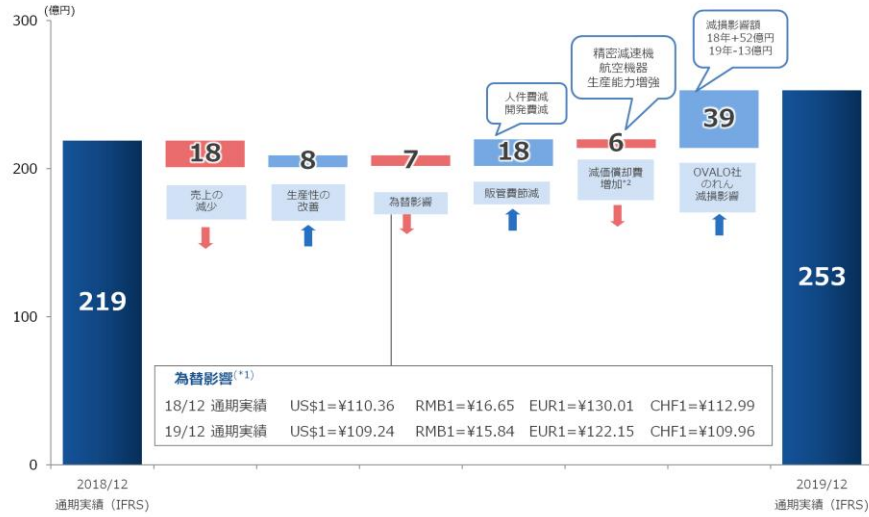 (億円)
300
200
100
0
219
18
売上の
減少
8
生産性の
改善
7
為替影響
人件費減
開発費減
18
販管費節減
精密減速機
航空機器
生産能力増強
6
減価償却費
増加*2
減損影響額
18年+52億円
19年-13億円
39
OVALO社
のれん
減損影響
253
為替影響(*1)
18/12 通期実績 US$1=¥110.36 RMB1=¥16.65 EUR1=¥130.01 CHF1=¥112.99
19/12 通期実績 US$1=¥109.24 RMB1=¥15.84 EUR1=¥122.15 CHF1=¥109.96
2018/12
通期実績（IFRS)
2019/12
通期実績（IFRS)